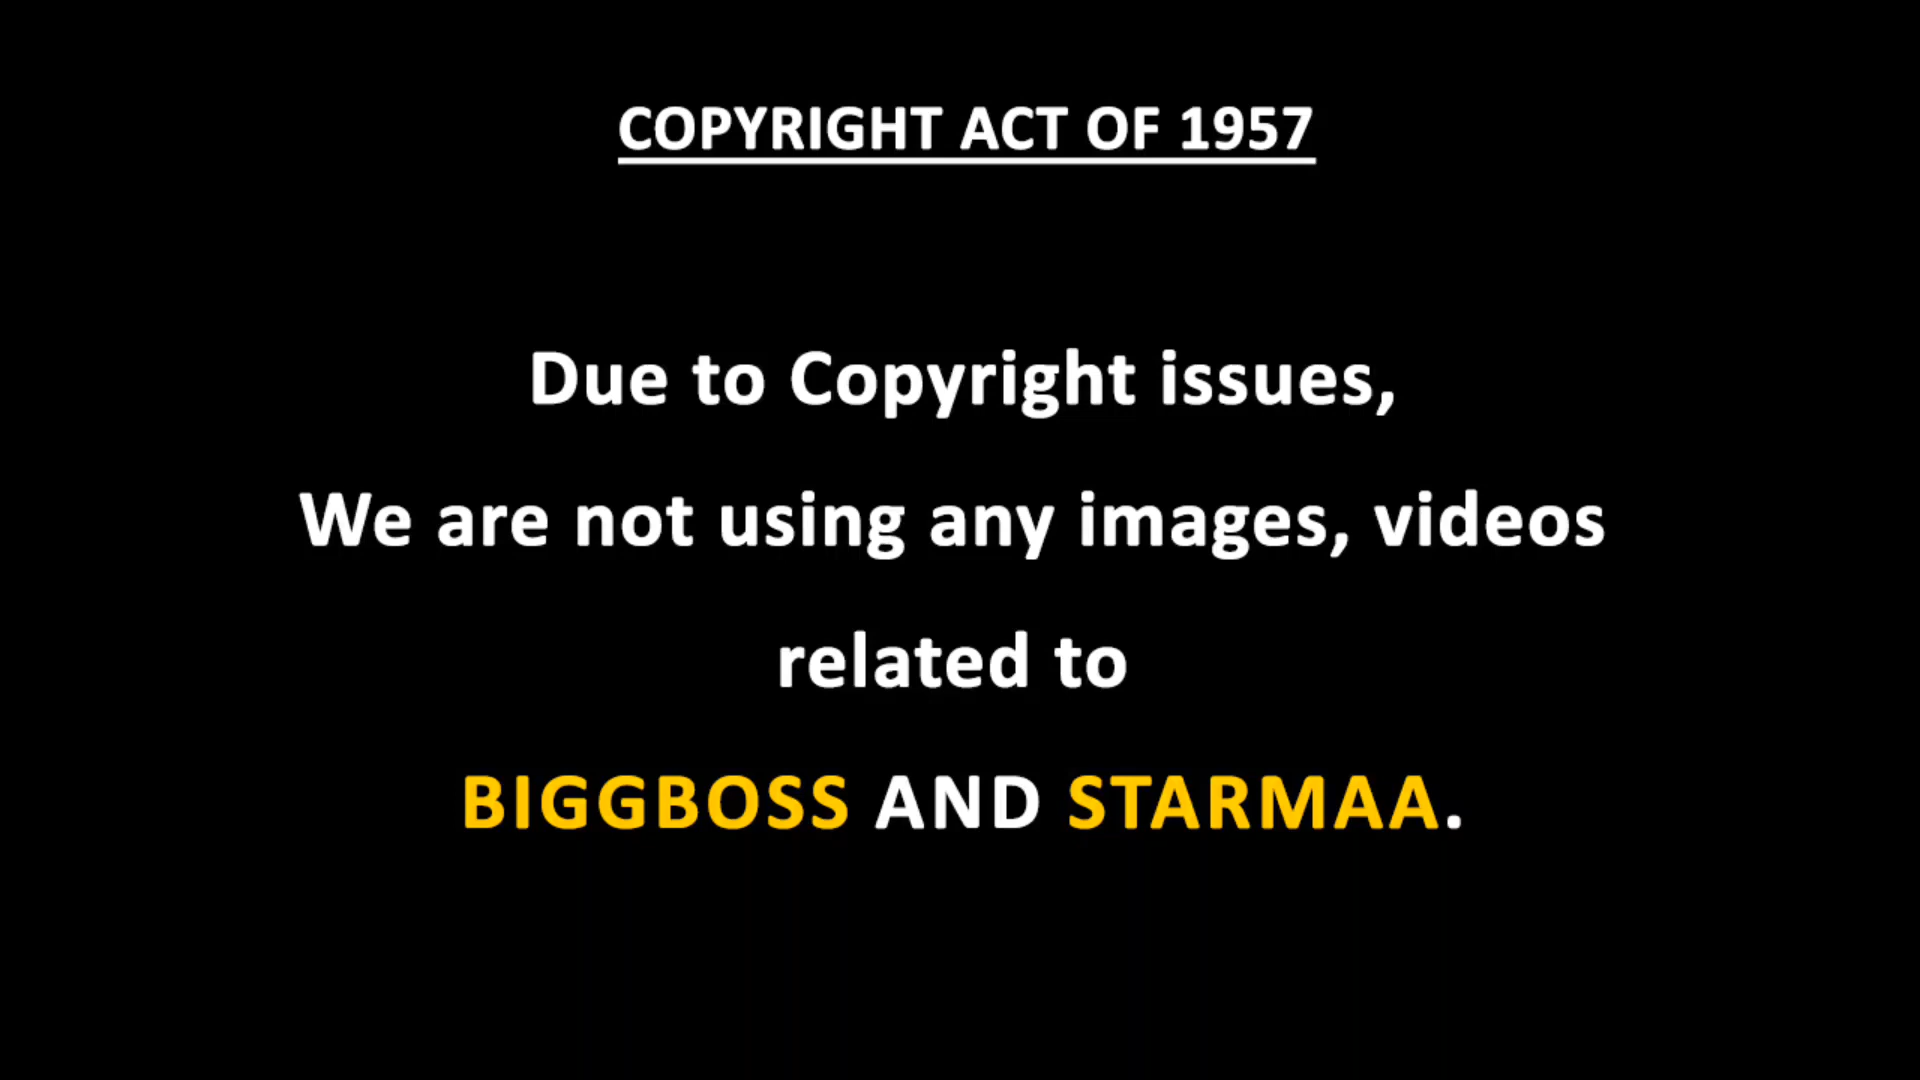 COPYRIGHT ACT OF 1957
Due to Copyright issues,
We are not using any images, videos
related to
BIGGBOSS AND STARMAA.